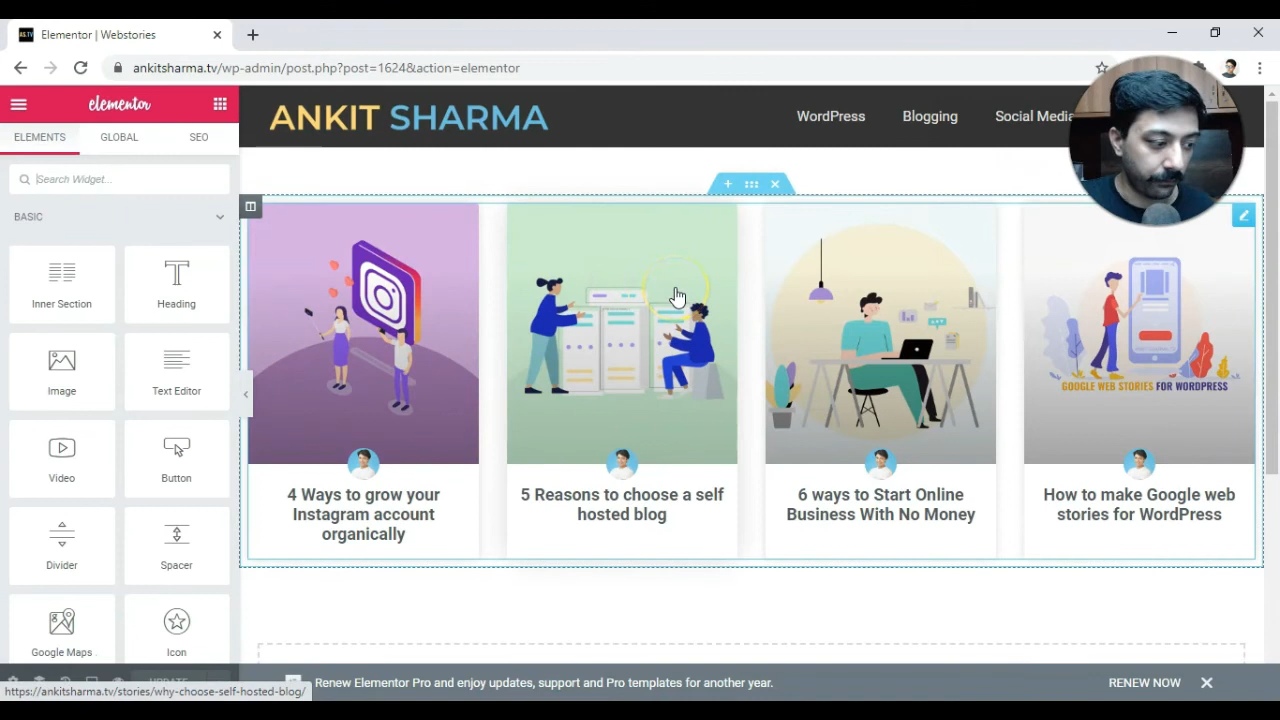 Elementor | Webstories
ankitsharma.tv/wp-admin/post.php?post=1624&action=elementor
elementor
ELEMENTS GLOBAL SEO
Search Widget...
BASIC
Inner Section Heading
Image Text Editor
Video Button
Divider Spacer
Google Maps Icon
ANKIT SHARMA
WordPress Blogging Social Media
GOOGLE WEB STORIES FOR WORDPRESS
4 Ways to grow your
Instagram account
organically
5 Reasons to choose a self
hosted blog
6 ways to Start Online
Business With No Money
How to make Google web
stories for WordPress
UPDATE
https://ankitsharma.tv/stories/why-choose-self-hosted-blog/
Renew Elementor Pro and enjoy updates, support and Pro templates for another year.
RENEW NOW